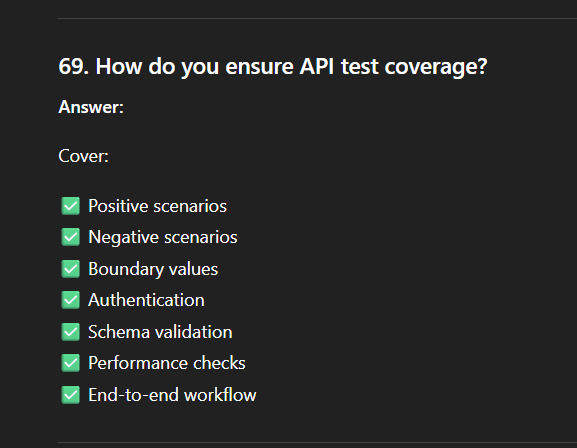 69. How do you ensure API test coverage?
Answer:
Cover:
✅ Positive scenarios
✅ Negative scenarios
✅ Boundary values
✅ Authentication
✅ Schema validation
✅ Performance checks
✅ End-to-end workflow